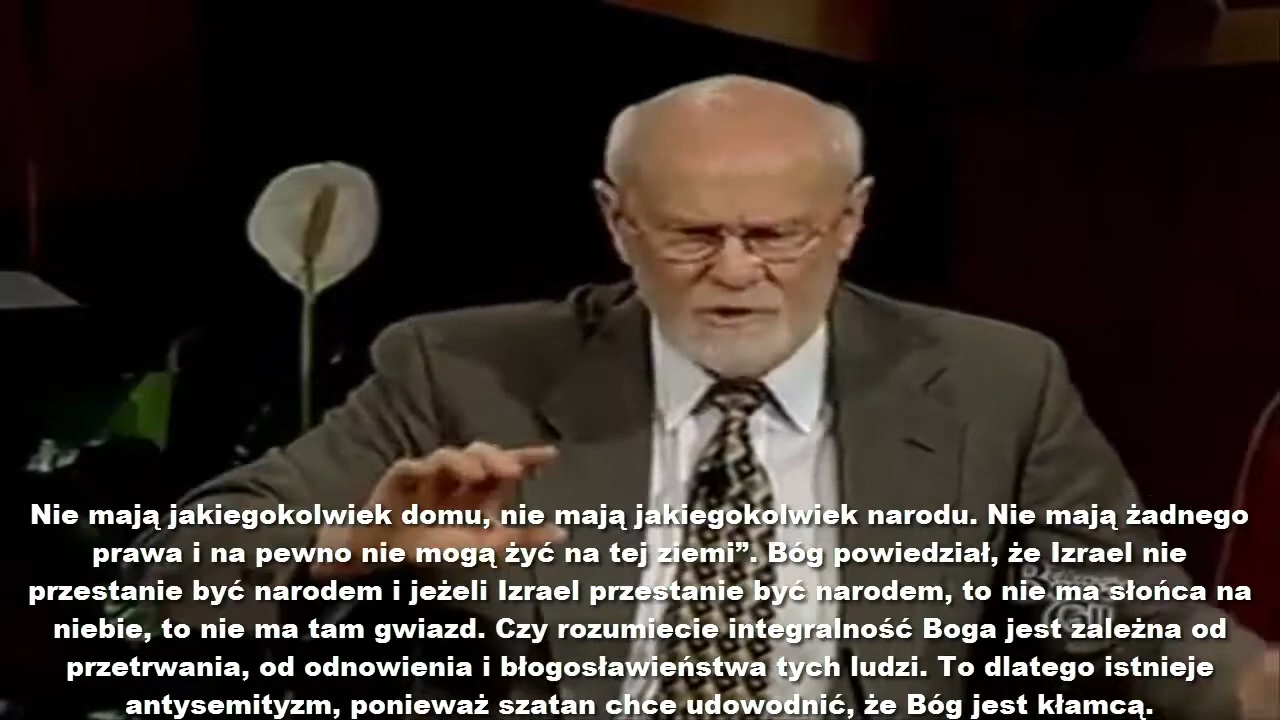 Nie mają jakiegokolwiek domu, nie mają jakiegokolwiek narodu. Nie mają żadnego
prawa i na pewno nie mogą żyć na tej ziemi”. Bóg powiedział, że Izrael nie
przestanie być narodem i jeżeli Izrael przestanie być narodem, to nie ma słońca na
niebie, to nie ma tam gwiazd. Czy rozumiecie integralność Boga jest zależna od
przetrwania, od odnowienia i błogosławieństwa tych ludzi. To dlatego istnieje
antysemityzm, ponieważ szatan chce udowodnić, że Bóg jest kłamcą.